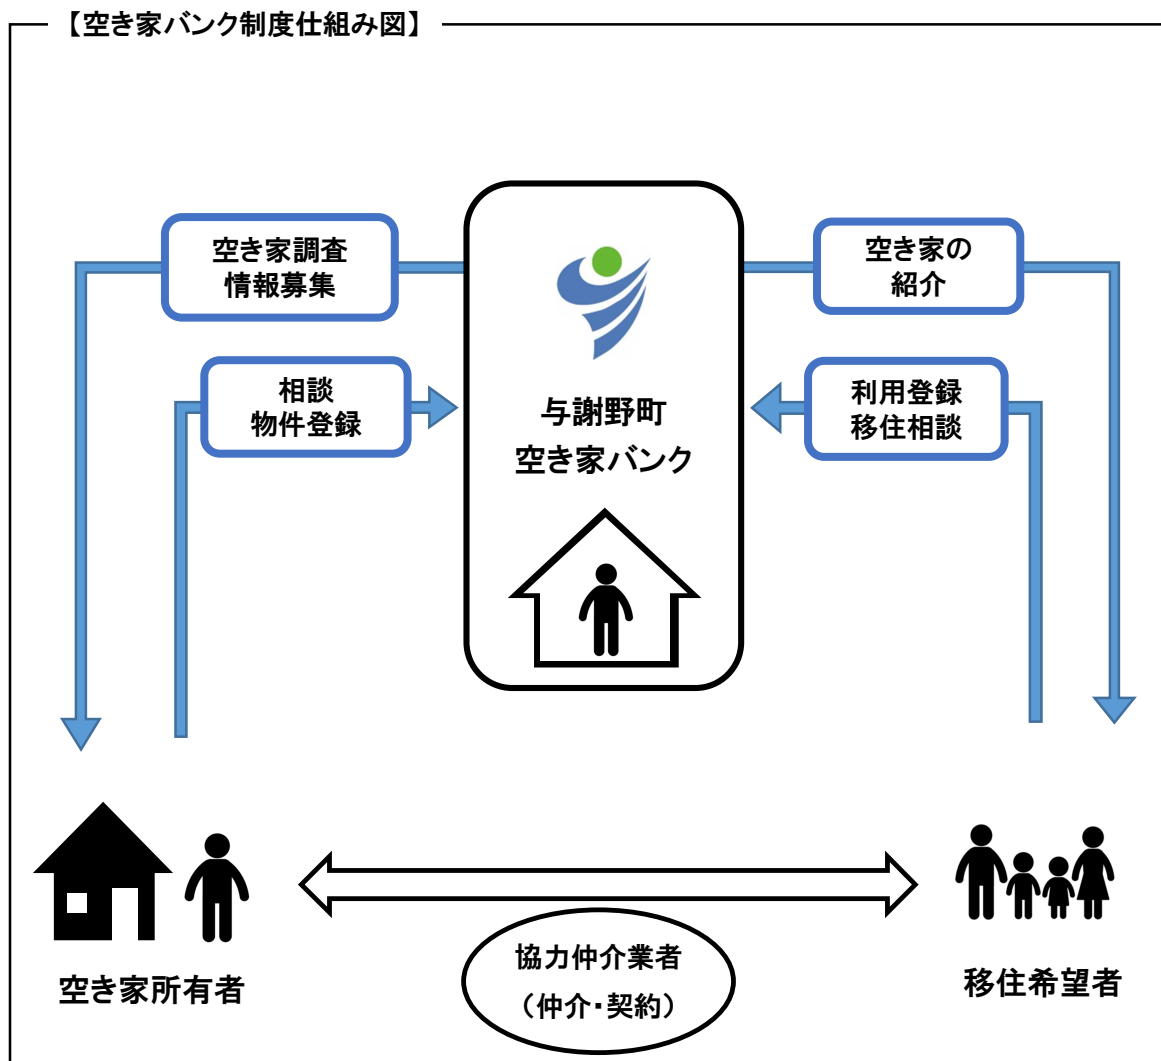 【空き家バンク制度仕組み図】
空き家調査
情報募集
空き家の
紹介
相談
物件登録
利用登録
移住相談
与謝野町
空き家バンク
協力仲介業者
（仲介・契約）
空き家所有者
移住希望者